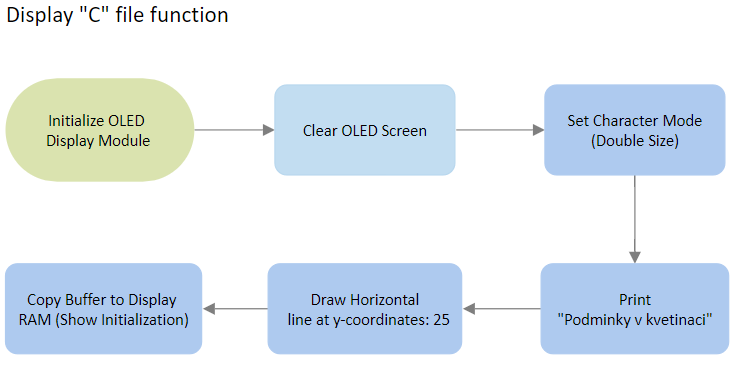 Display "C" file function
Initialize OLED
Display Module
Clear OLED Screen
Set Character Mode
(Double Size)
Print
"Podminky v kvetinaci"
Draw Horizontal
line at y-coordinates: 25
Copy Buffer to Display
RAM (Show Initialization)